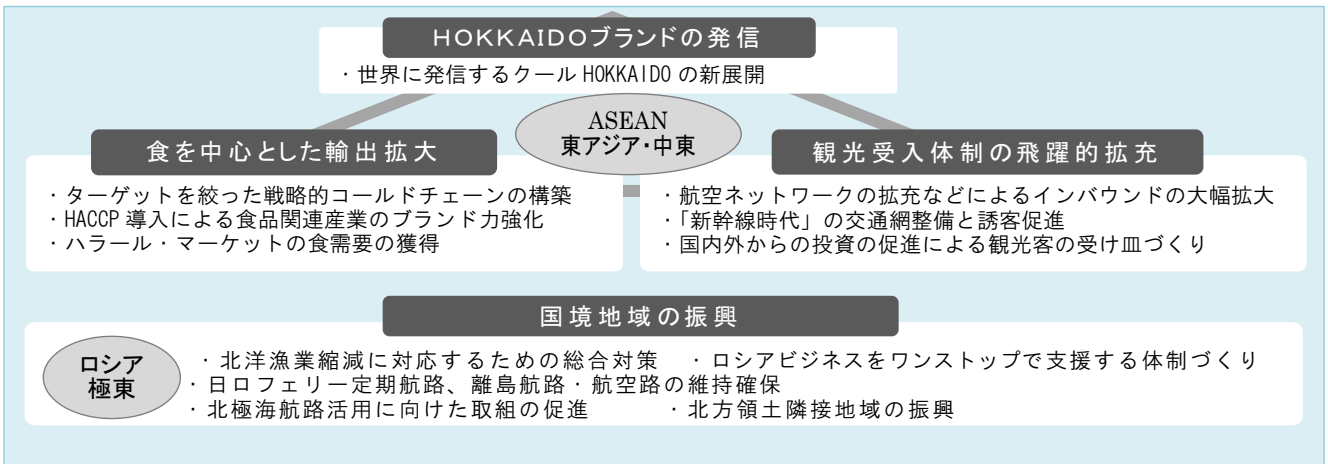 HOKKAIDOブランドの発信
・世界に発信するクール HOKKAIDO の新展開
ASEAN
東アジア・中東
食を中心とした輸出拡大
・ターゲットを絞った戦略的コールドチェーンの構築
・HACCP 導入による食品関連産業のブランド力強化
・ハラール・マーケットの食需要の獲得
観光受入体制の飛躍的拡充
・航空ネットワークの拡充などによるインバウンドの大幅拡大
・「新幹線時代」の交通網整備と誘客促進
・国内外からの投資の促進による観光客の受け皿づくり
国境地域の振興
ロシア
極東
・北洋漁業縮減に対応するための総合対策 ・ロシアビジネスをワンストップで支援する体制づくり
・日ロフェリー定期航路、離島航路・航空路の維持確保
・北極海航路活用に向けた取組の促進 ・北方領土隣接地域の振興